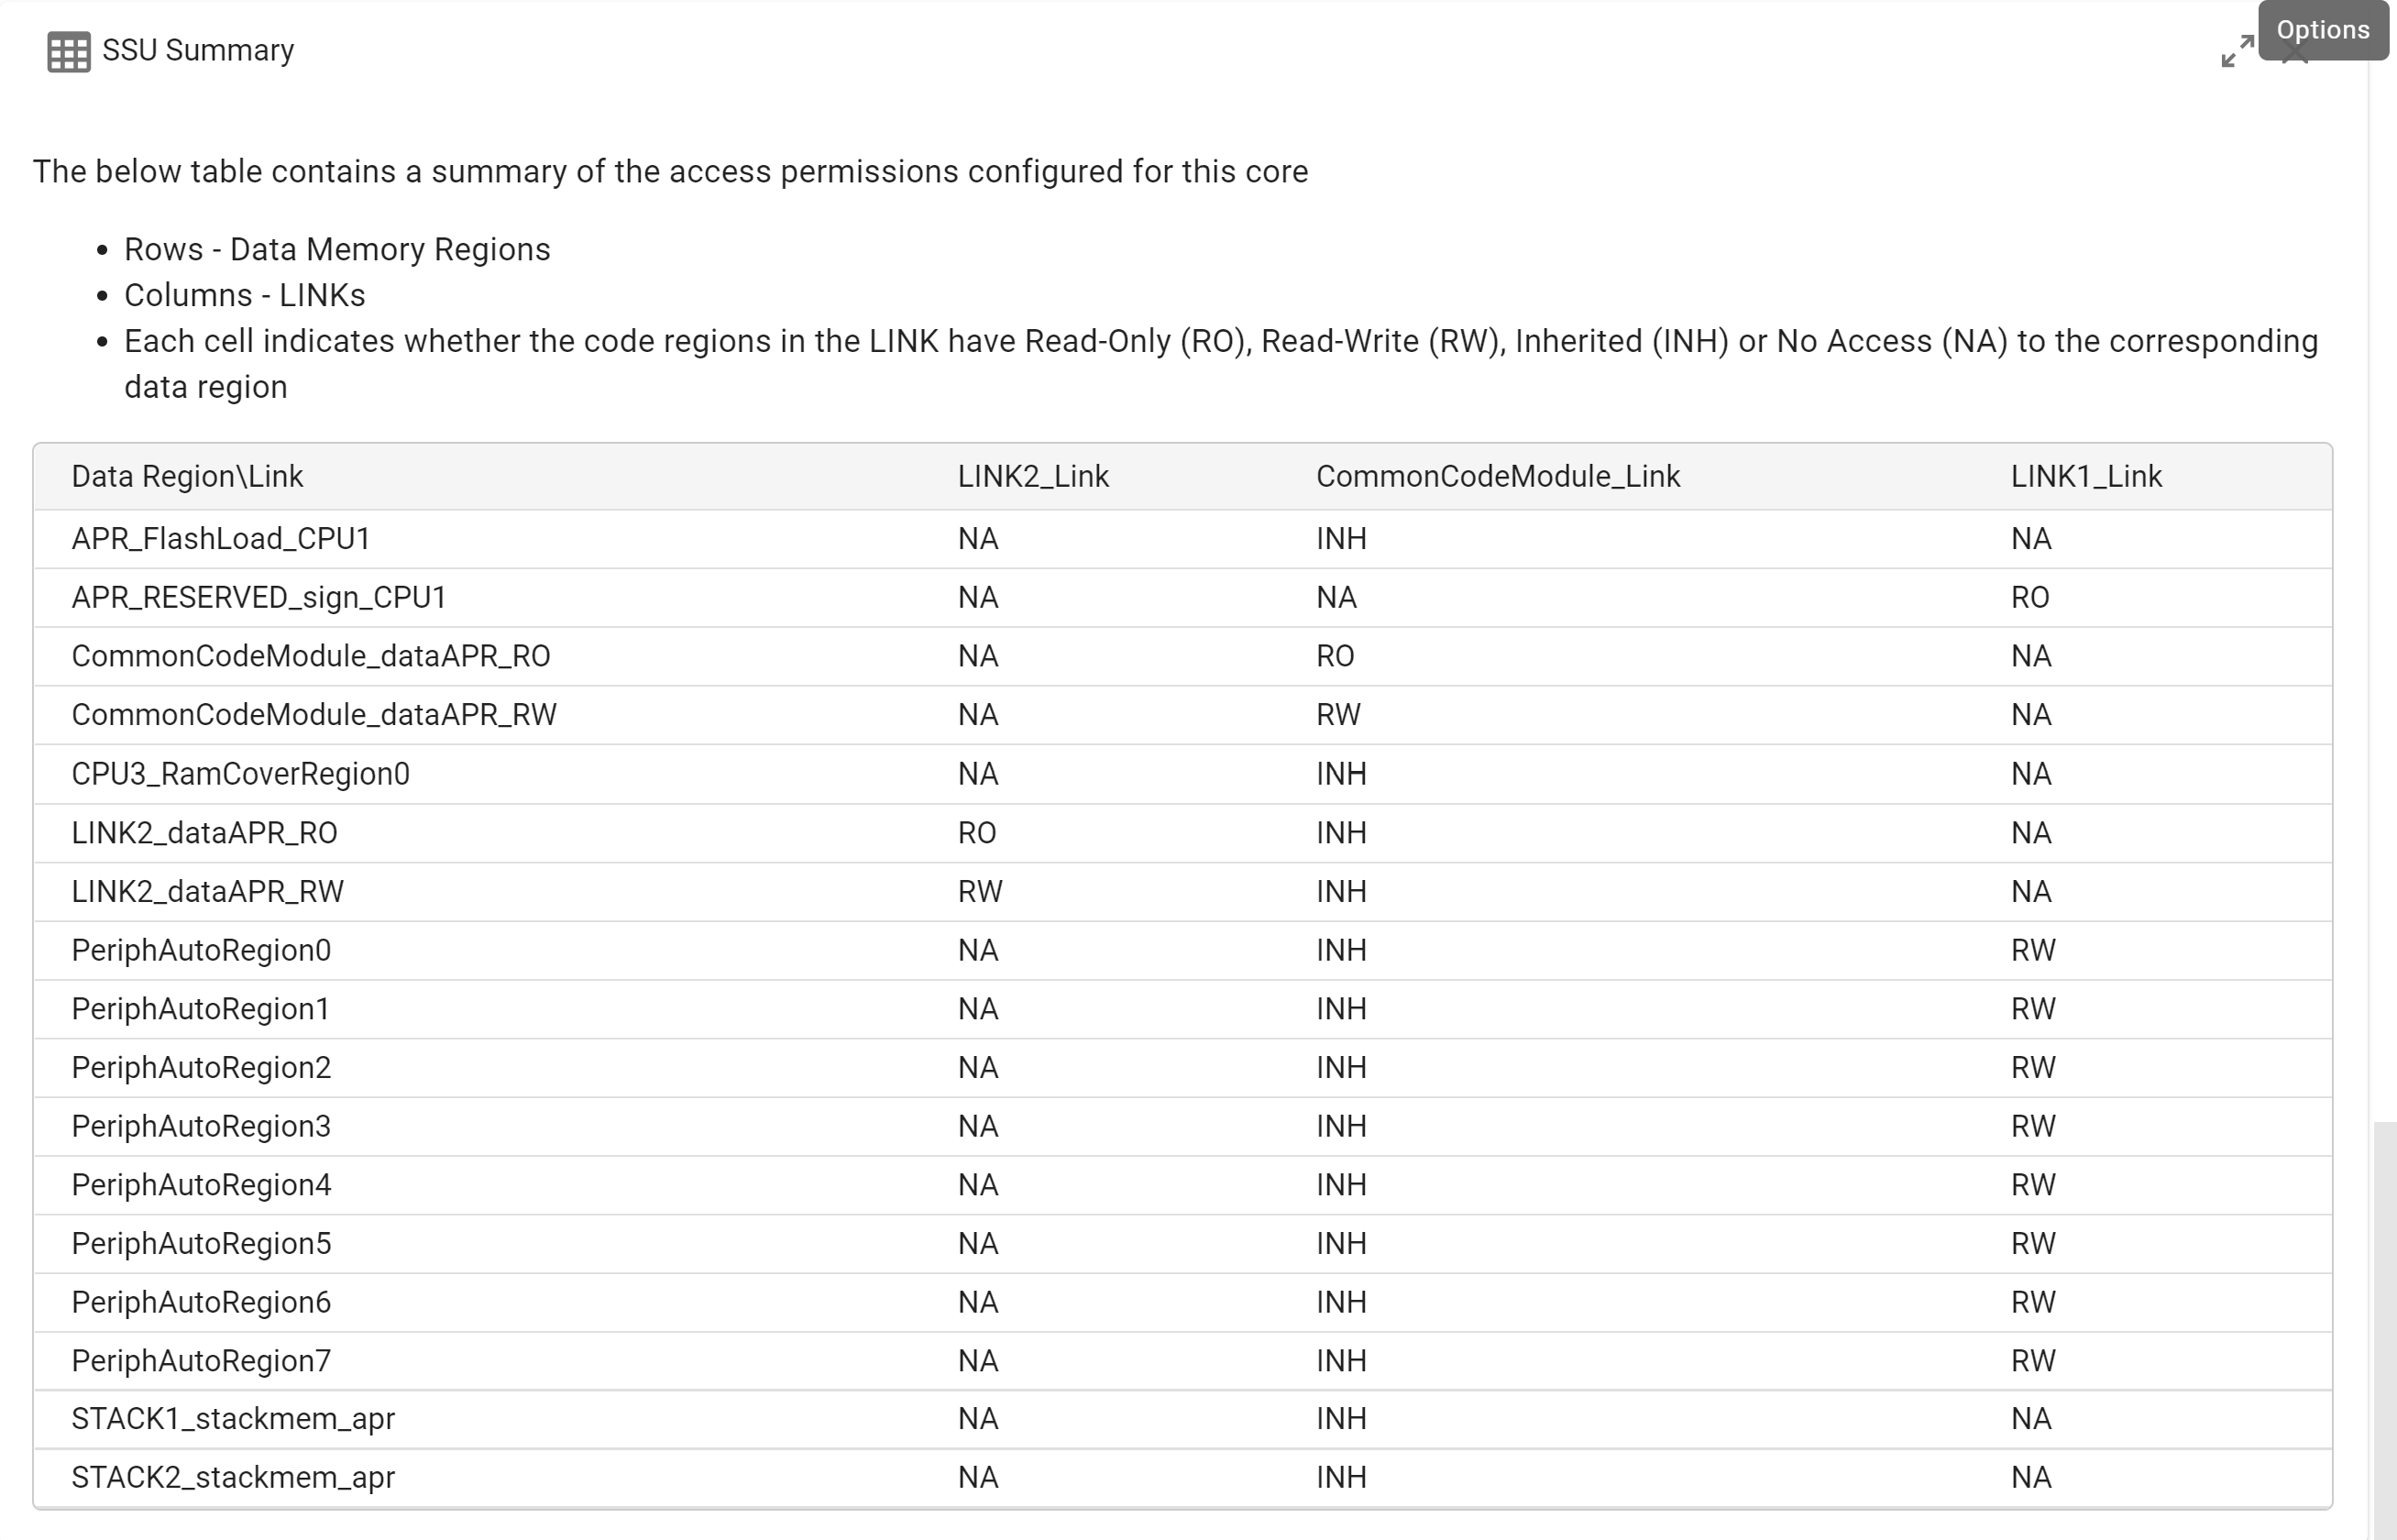 SSU Summary
Options
The below table contains a summary of the access permissions configured for this core
Rows - Data Memory Regions
Columns - LINKs
Each cell indicates whether the code regions in the LINK have Read-Only (RO), Read-Write (RW), Inherited (INH) or No Access (NA) to the corresponding
data region
Data Region\Link LINK2_Link CommonCodeModule_Link LINK1_Link
APR_FlashLoad_CPU1 NA INH NA
APR_RESERVED_sign_CPU1 NA NA RO
CommonCodeModule_dataAPR_RO NA RO NA
CommonCodeModule_dataAPR_RW NA RW NA
CPU3_RamCoverRegion0 NA INH NA
LINK2_dataAPR_RO RO INH NA
LINK2_dataAPR_RW RW INH NA
PeriphAutoRegion0 NA INH RW
PeriphAutoRegion1 NA INH RW
PeriphAutoRegion2 NA INH RW
PeriphAutoRegion3 NA INH RW
PeriphAutoRegion4 NA INH RW
PeriphAutoRegion5 NA INH RW
PeriphAutoRegion6 NA INH RW
PeriphAutoRegion7 NA INH RW
STACK1_stackmem_apr NA INH NA
STACK2_stackmem_apr NA INH NA